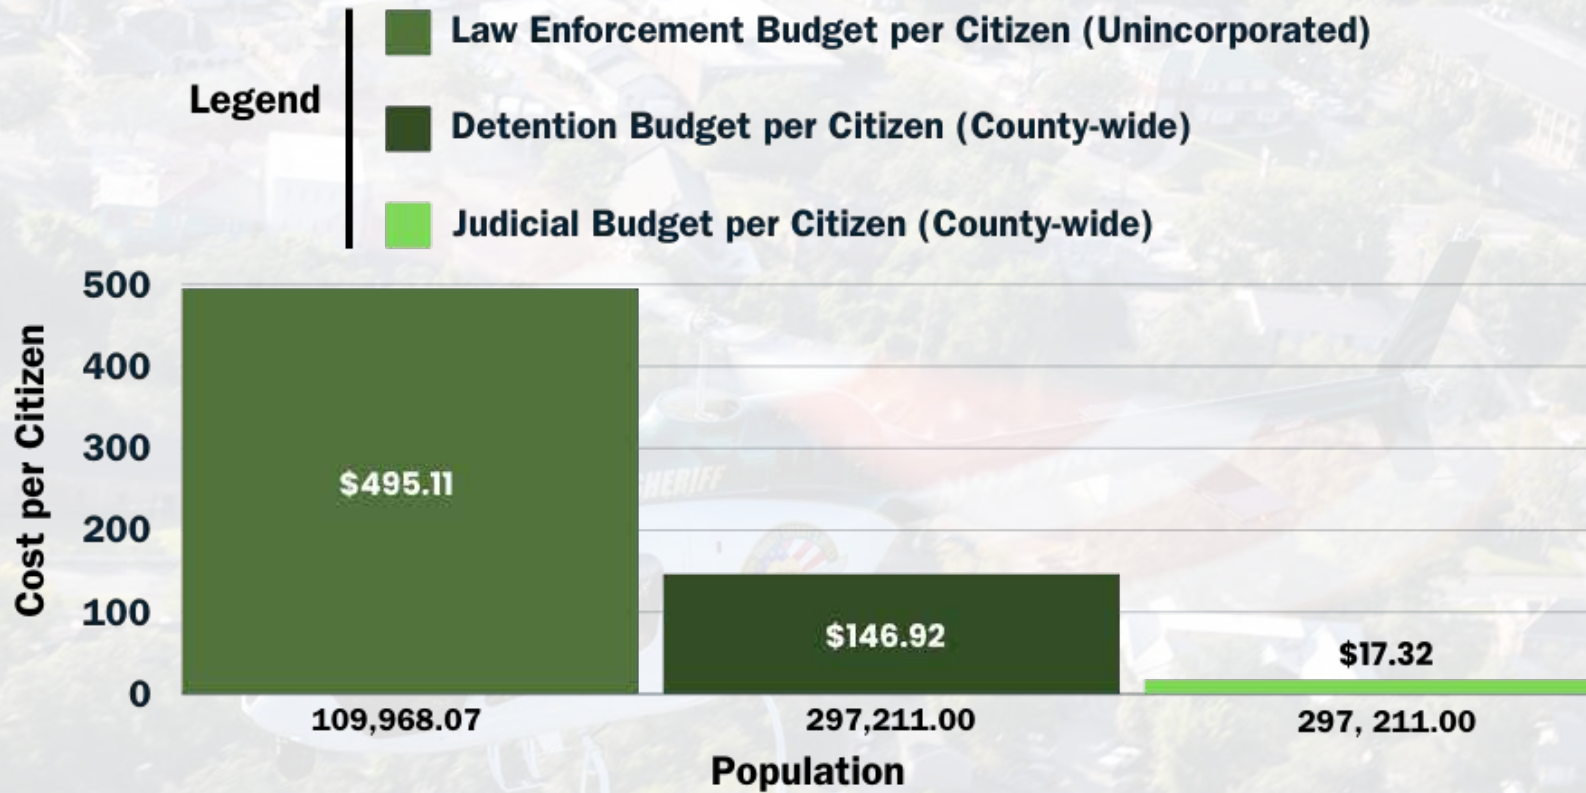 Law Enforcement Budget per Citizen (Unincorporated)
Legend
Detention Budget per Citizen (County-wide)
Judicial Budget per Citizen (County-wide)
Cost per Citizen
500
400
300
200
100
0
$495.11
SHERIFF
$146.92
$17.32
109,968.07
297,211.00
297, 211.00
Population